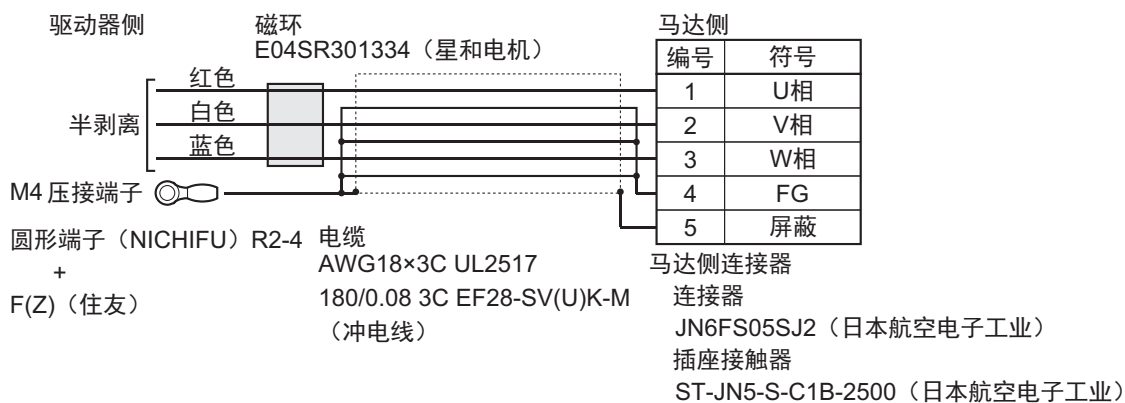 驱动器侧
磁环
E04SR301334（星和电机）
马达侧
编号 符号
1 U相
2 V相
3 W相
4 FG
5 屏蔽
红色
白色
蓝色
半剥离
M4 压接端子
圆形端子（NICHIFU）R2-4
+
F(Z)（住友）
电缆
AWG18×3C UL2517
180/0.08 3C EF28-SV(U)K-M
（冲电线）
马达侧连接器
连接器
JN6FS05SJ2（日本航空电子工业）
插座接触器
ST-JN5-S-C1B-2500（日本航空电子工业）